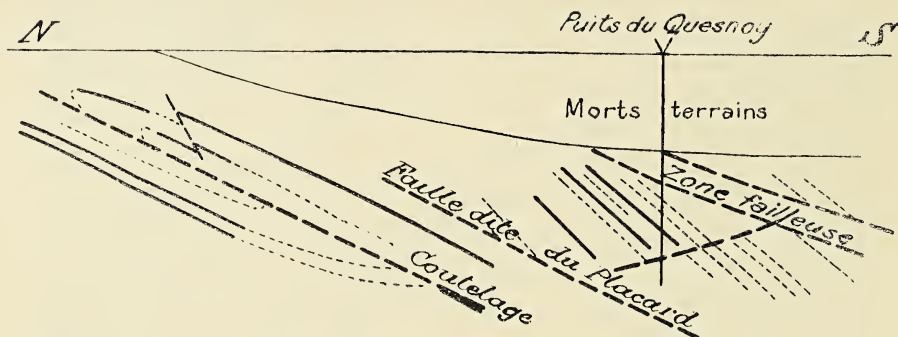 N
Puits du Quesnoy
S
Morts terrains
Zone failleuse
Faille dite du Placard
Coutelage